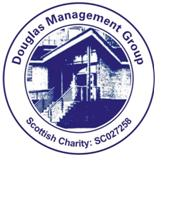 Douglas Management Group
Scottish Charity: SC027258